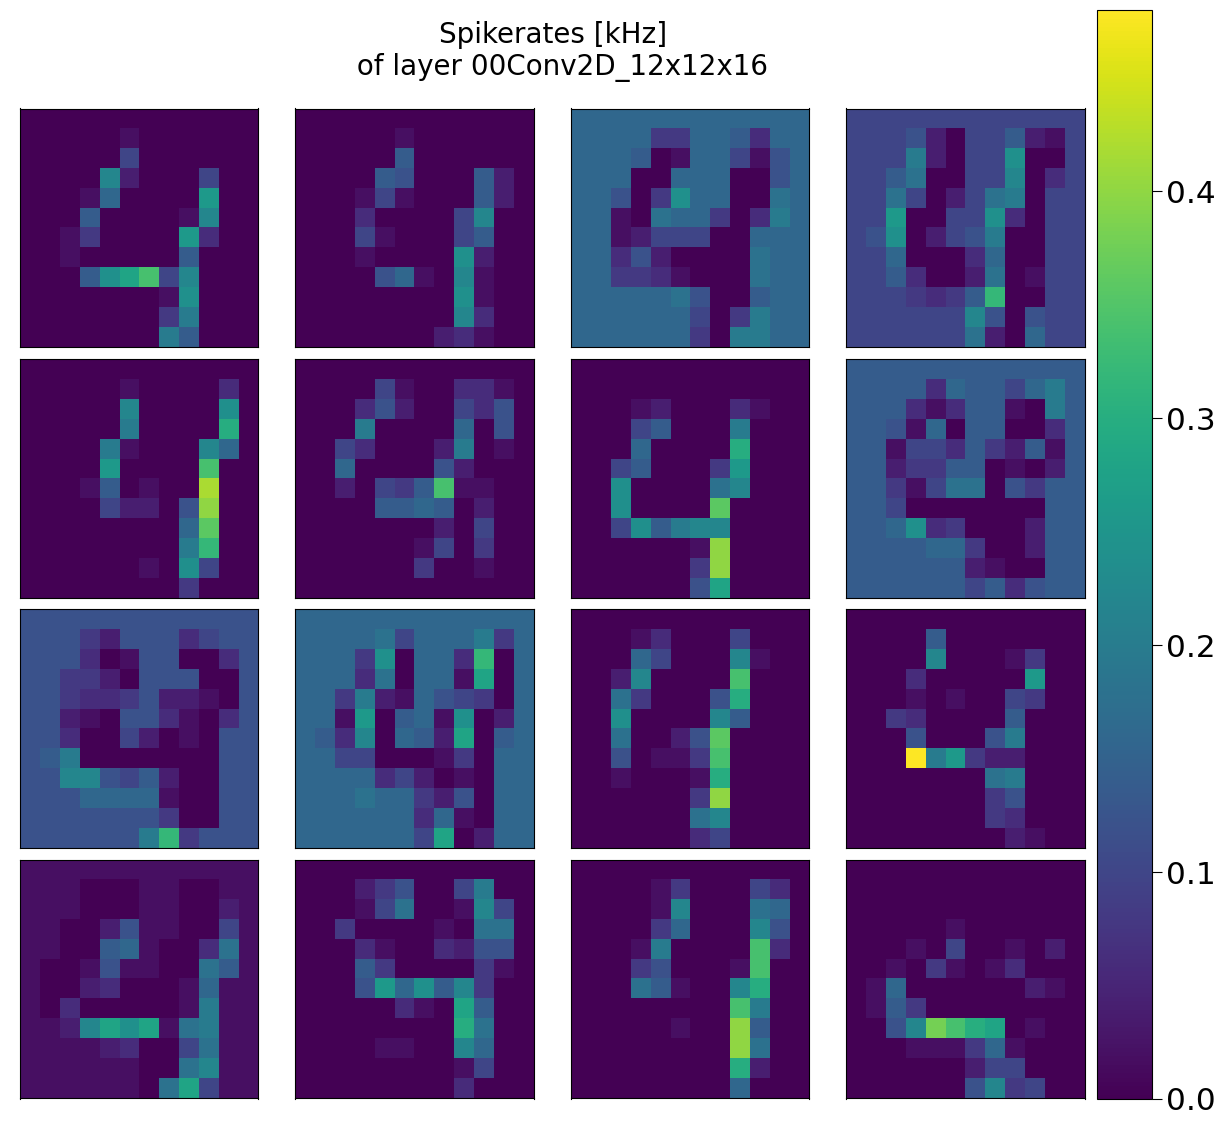 Spikerates [kHz]
of layer 00Conv2D_12x12x16
0.4
0.3
0.2
0.1
0.0